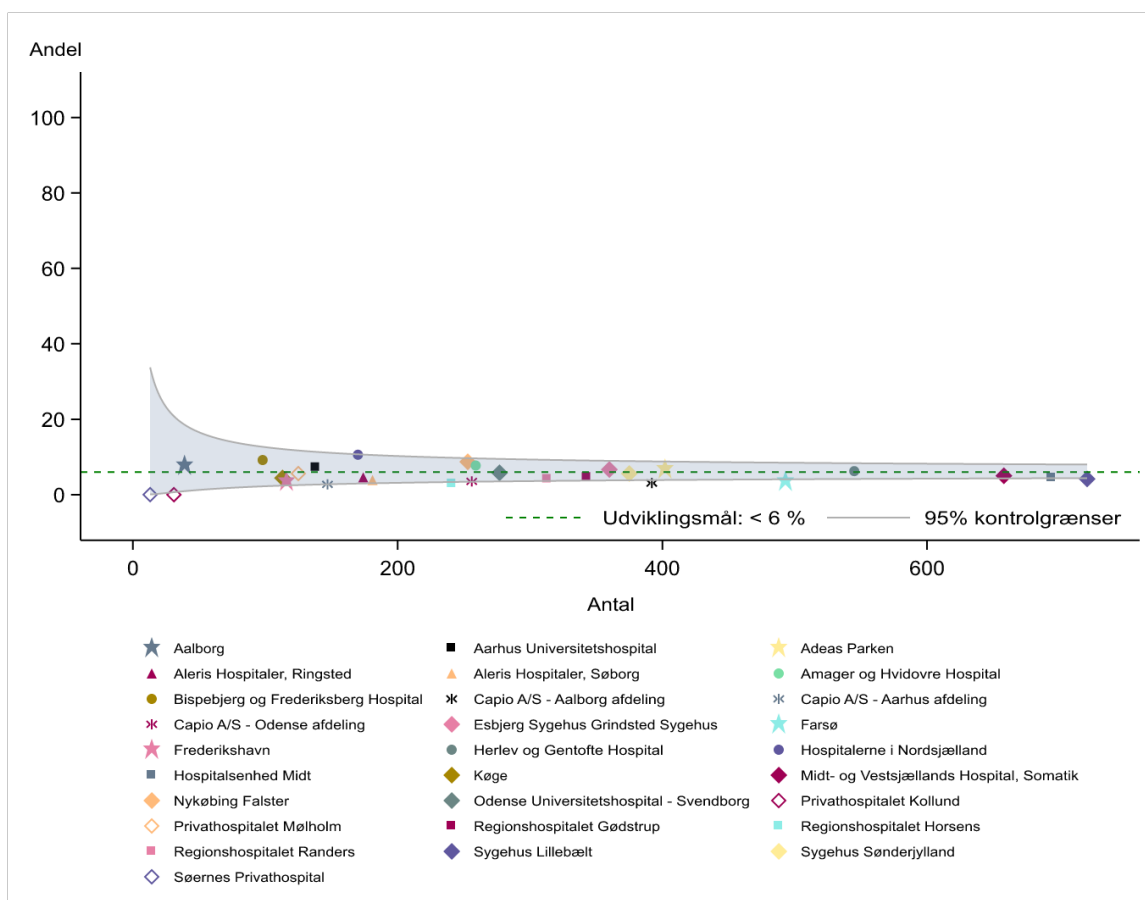 Andel
100
80
60
40
20
0
Udviklingsmål: < 6 % 95% kontrolgrænser
0 200 400 600
Antal
Aalborg Aarhus Universitetshospital Adeas Parken
Aleris Hospitaler, Ringsted Aleris Hospitaler, Søborg Amager og Hvidovre Hospital
Bispebjerg og Frederiksberg Hospital Capio A/S - Aalborg afdeling Capio A/S - Aarhus afdeling
Capio A/S - Odense afdeling Esbjerg Sygehus Grindsted Sygehus Farsø
Frederikshavn Herlev og Gentofte Hospital Hospitalerne i Nordsjælland
Hospitalsenhed Midt Køge Midt- og Vestsjællands Hospital, Somatik
Nykøbing Falster Odense Universitetshospital - Svendborg Privathospitalet Kollund
Privathospitalet Mølholm Regionshospitalet Gødstrup Regionshospitalet Horsens
Regionshospitalet Randers Sygehus Lillebælt Sygehus Sønderjylland
Søernes Privathospital